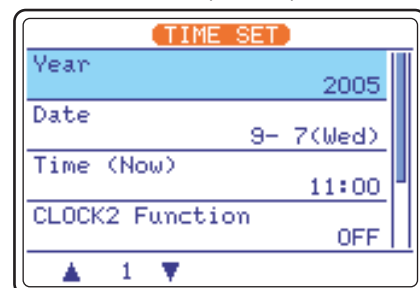 TIME SET
Year
2005
Date
9- 7(Wed)
Time (Now)
11:00
CLOCK2 Function
OFF
▲ 1 ▼